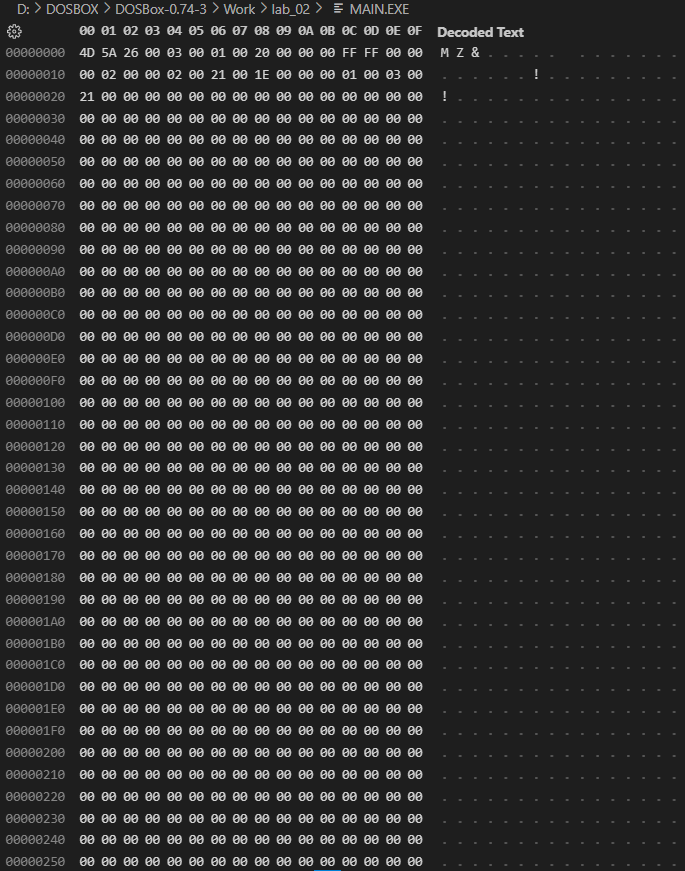 D: > DOSBOX > DOSBox-0.74-3 > Work > lab_02 > MAIN.EXE
00 01 02 03 04 05 06 07 08 09 0A 0B 0C 0D 0E 0F Decoded Text
00000000 4D 5A 26 00 03 00 01 00 20 00 00 00 FF FF 00 00 M Z & . . . . . . . . . . . .
00000010 00 02 00 00 02 00 21 00 1E 00 00 00 01 00 03 00 . . . . . . ! . . . . . . . . .
00000020 21 00 00 00 00 00 00 00 00 00 00 00 00 00 00 00 ! . . . . . . . . . . . . . . .
00000030 00 00 00 00 00 00 00 00 00 00 00 00 00 00 00 00 . . . . . . . . . . . . . . . .
00000040 00 00 00 00 00 00 00 00 00 00 00 00 00 00 00 00 . . . . . . . . . . . . . . . .
00000050 00 00 00 00 00 00 00 00 00 00 00 00 00 00 00 00 . . . . . . . . . . . . . . . .
00000060 00 00 00 00 00 00 00 00 00 00 00 00 00 00 00 00 . . . . . . . . . . . . . . . .
00000070 00 00 00 00 00 00 00 00 00 00 00 00 00 00 00 00 . . . . . . . . . . . . . . . .
00000080 00 00 00 00 00 00 00 00 00 00 00 00 00 00 00 00 . . . . . . . . . . . . . . . .
00000090 00 00 00 00 00 00 00 00 00 00 00 00 00 00 00 00 . . . . . . . . . . . . . . . .
000000A0 00 00 00 00 00 00 00 00 00 00 00 00 00 00 00 00 . . . . . . . . . . . . . . . .
000000B0 00 00 00 00 00 00 00 00 00 00 00 00 00 00 00 00 . . . . . . . . . . . . . . . .
000000C0 00 00 00 00 00 00 00 00 00 00 00 00 00 00 00 00 . . . . . . . . . . . . . . . .
000000D0 00 00 00 00 00 00 00 00 00 00 00 00 00 00 00 00 . . . . . . . . . . . . . . . .
000000E0 00 00 00 00 00 00 00 00 00 00 00 00 00 00 00 00 . . . . . . . . . . . . . . . .
000000F0 00 00 00 00 00 00 00 00 00 00 00 00 00 00 00 00 . . . . . . . . . . . . . . . .
00000100 00 00 00 00 00 00 00 00 00 00 00 00 00 00 00 00 . . . . . . . . . . . . . . . .
00000110 00 00 00 00 00 00 00 00 00 00 00 00 00 00 00 00 . . . . . . . . . . . . . . . .
00000120 00 00 00 00 00 00 00 00 00 00 00 00 00 00 00 00 . . . . . . . . . . . . . . . .
00000130 00 00 00 00 00 00 00 00 00 00 00 00 00 00 00 00 . . . . . . . . . . . . . . . .
00000140 00 00 00 00 00 00 00 00 00 00 00 00 00 00 00 00 . . . . . . . . . . . . . . . .
00000150 00 00 00 00 00 00 00 00 00 00 00 00 00 00 00 00 . . . . . . . . . . . . . . . .
00000160 00 00 00 00 00 00 00 00 00 00 00 00 00 00 00 00 . . . . . . . . . . . . . . . .
00000170 00 00 00 00 00 00 00 00 00 00 00 00 00 00 00 00 . . . . . . . . . . . . . . . .
00000180 00 00 00 00 00 00 00 00 00 00 00 00 00 00 00 00 . . . . . . . . . . . . . . . .
00000190 00 00 00 00 00 00 00 00 00 00 00 00 00 00 00 00 . . . . . . . . . . . . . . . .
000001A0 00 00 00 00 00 00 00 00 00 00 00 00 00 00 00 00 . . . . . . . . . . . . . . . .
000001B0 00 00 00 00 00 00 00 00 00 00 00 00 00 00 00 00 . . . . . . . . . . . . . . . .
000001C0 00 00 00 00 00 00 00 00 00 00 00 00 00 00 00 00 . . . . . . . . . . . . . . . .
000001D0 00 00 00 00 00 00 00 00 00 00 00 00 00 00 00 00 . . . . . . . . . . . . . . . .
000001E0 00 00 00 00 00 00 00 00 00 00 00 00 00 00 00 00 . . . . . . . . . . . . . . . .
000001F0 00 00 00 00 00 00 00 00 00 00 00 00 00 00 00 00 . . . . . . . . . . . . . . . .
00000200 00 00 00 00 00 00 00 00 00 00 00 00 00 00 00 00 . . . . . . . . . . . . . . . .
00000210 00 00 00 00 00 00 00 00 00 00 00 00 00 00 00 00 . . . . . . . . . . . . . . . .
00000220 00 00 00 00 00 00 00 00 00 00 00 00 00 00 00 00 . . . . . . . . . . . . . . . .
00000230 00 00 00 00 00 00 00 00 00 00 00 00 00 00 00 00 . . . . . . . . . . . . . . . .
00000240 00 00 00 00 00 00 00 00 00 00 00 00 00 00 00 00 . . . . . . . . . . . . . . . .
00000250 00 00 00 00 00 00 00 00 00 00 00 00 00 00 00 00 . . . . . . . . . . . . . . . .